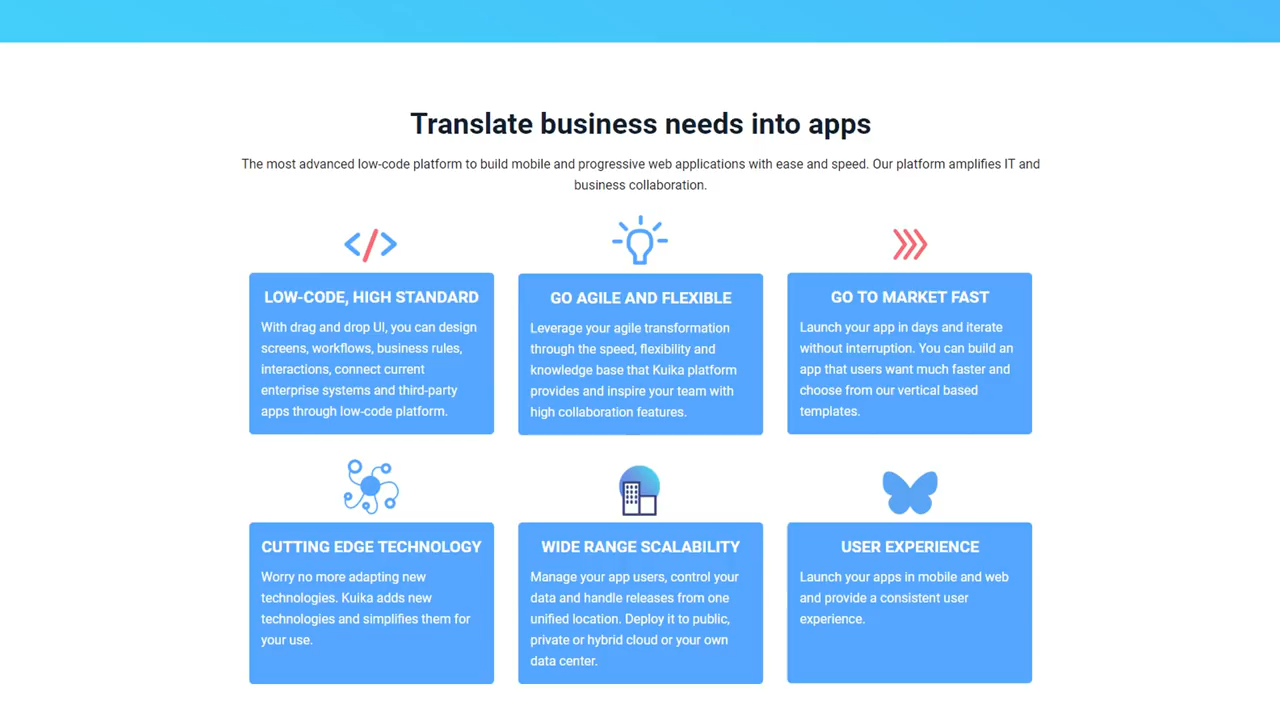 Translate business needs into apps
The most advanced low-code platform to build mobile and progressive web applications with ease and speed. Our platform amplifies IT and
business collaboration.
LOW-CODE, HIGH STANDARD
With drag and drop UI, you can design
screens, workflows, business rules,
interactions, connect current
enterprise systems and third-party
apps through low-code platform.
GO AGILE AND FLEXIBLE
Leverage your agile transformation
through the speed, flexibility and
knowledge base that Kuika platform
provides and inspire your team with
high collaboration features.
GO TO MARKET FAST
Launch your app in days and iterate
without interruption. You can build an
app that users want much faster and
choose from our vertical based
templates.
CUTTING EDGE TECHNOLOGY
Worry no more adapting new
technologies. Kuika adds new
technologies and simplifies them for
your use.
WIDE RANGE SCALABILITY
Manage your app users, control your
data and handle releases from one
unified location. Deploy it to public,
private or hybrid cloud or your own
data center.
USER EXPERIENCE
Launch your apps in mobile and web
and provide a consistent user
experience.